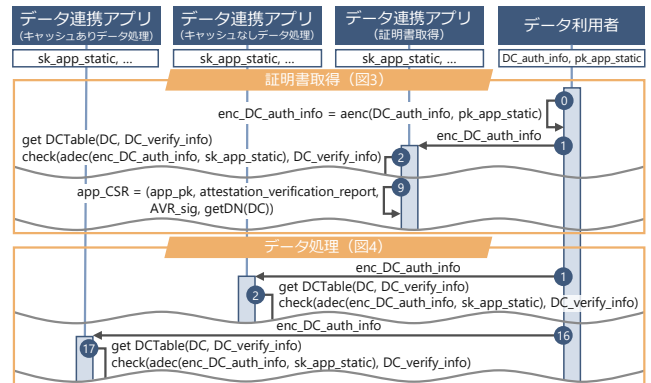 データ連携アプリ
（キャッシュありデータ処理）
データ連携アプリ
（キャッシュなしデータ処理）
データ連携アプリ
（証明書取得）
データ利用者
sk_app_static, ...
sk_app_static, ...
sk_app_static, ...
DC_auth_info, pk_app_static
証明書取得（図3）
0
enc_DC_auth_info = aenc(DC_auth_info, pk_app_static)
enc_DC_auth_info
1
get DCTable(DC, DC_verify_info)
check(adec(enc_DC_auth_info, sk_app_static), DC_verify_info)
2
9
app_CSR = (app_pk, attestation_verification_report,
AVR_sig, getDN(DC))
データ処理（図4）
enc_DC_auth_info
1
2
get DCTable(DC, DC_verify_info)
check(adec(enc_DC_auth_info, sk_app_static), DC_verify_info)
enc_DC_auth_info
16
17
get DCTable(DC, DC_verify_info)
check(adec(enc_DC_auth_info, sk_app_static), DC_verify_info)